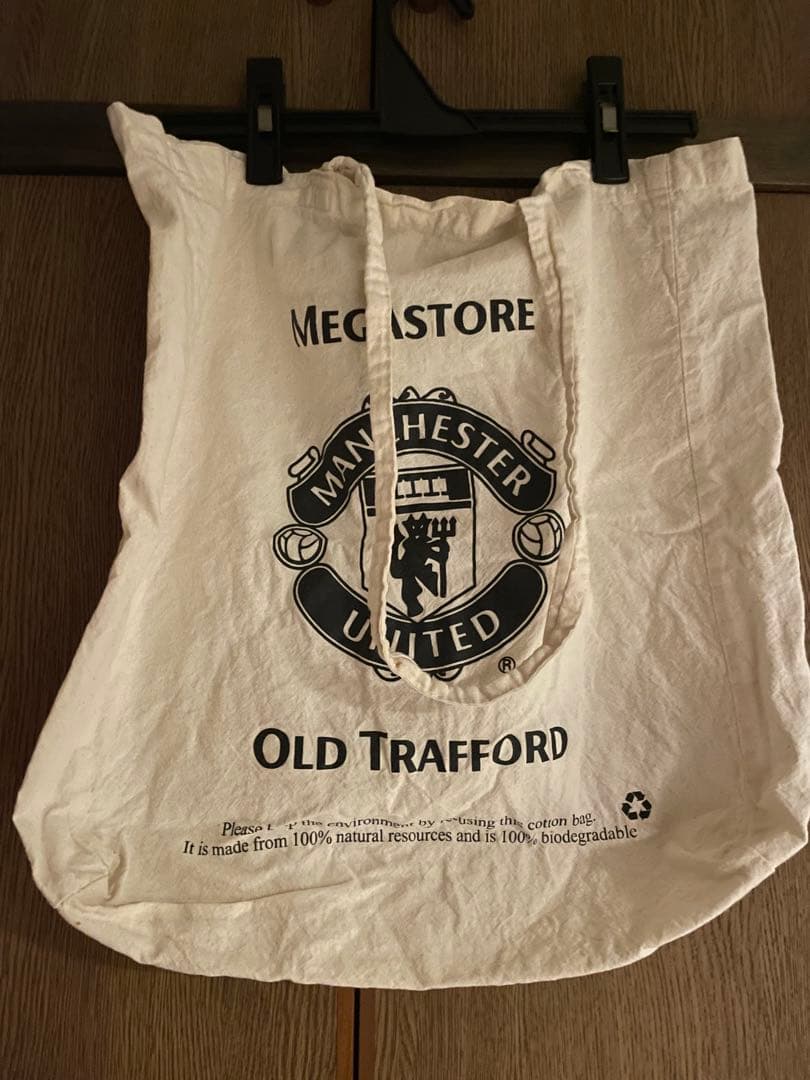 MEGASTORE
MANCHESTER
UNITED
®
OLD TRAFFORD
Please the environment by using this cotton bag.
It is made from 100% natural resources and is 100% biodegradable